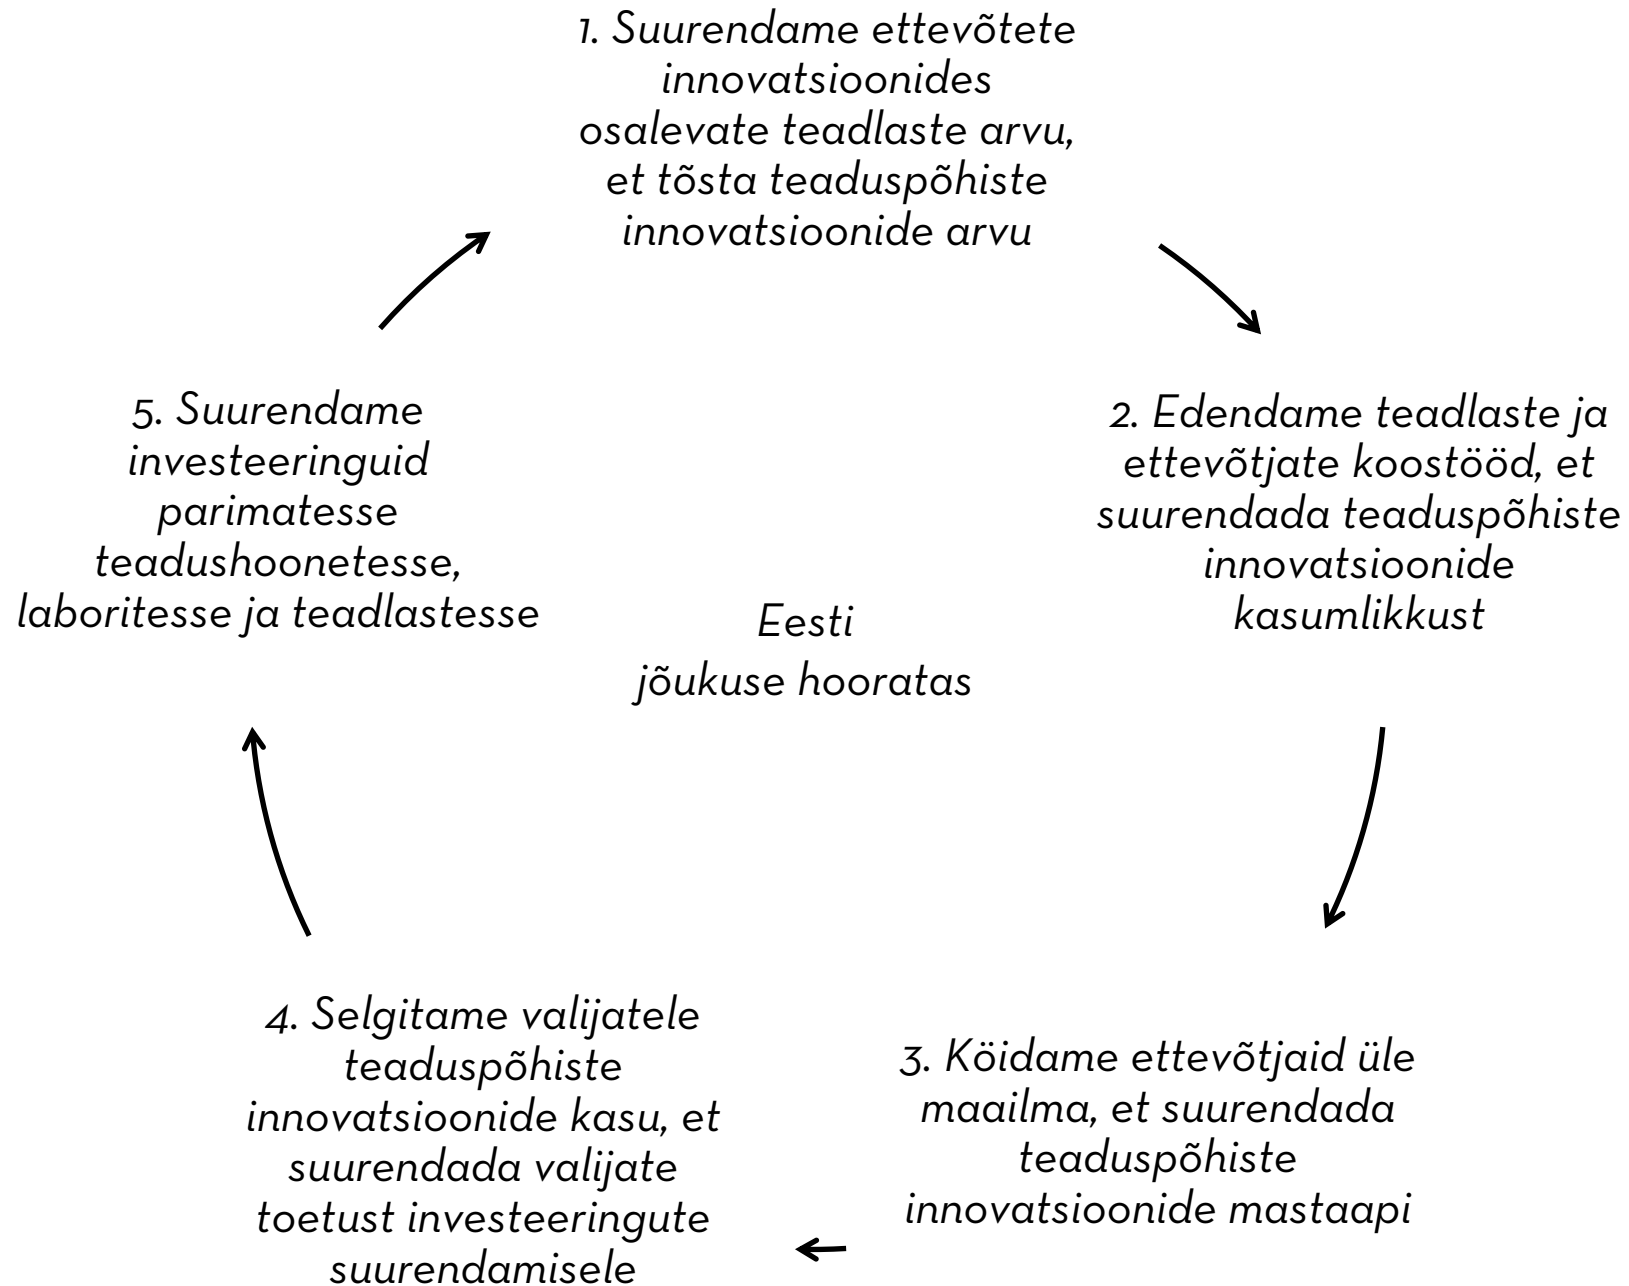 1. Suurendame ettevõtete
innovatsioonides
osalevate teadlaste arvu,
et tõsta teaduspõhiste
innovatsioonide arvu
2. Edendame teadlaste ja
ettevõtjate koostööd, et
suurendada teaduspõhiste
innovatsioonide
kasumlikkust
3. Köidame ettevõtjaid üle
maailma, et suurendada
teaduspõhiste
innovatsioonide mastaapi
4. Selgitame valijatele
teaduspõhiste
innovatsioonide kasu, et
suurendada valijate
toetust investeeringute
suurendamisele
5. Suurendame
investeeringuid
parimatesse
teadushoonetesse,
laboritesse ja teadlastesse
Eesti
jõukuse hooratas